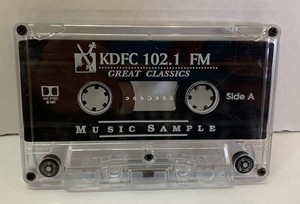 KDFC 102.1 FM
GREAT CLASSICS
Side A
MUSIC SAMPLE